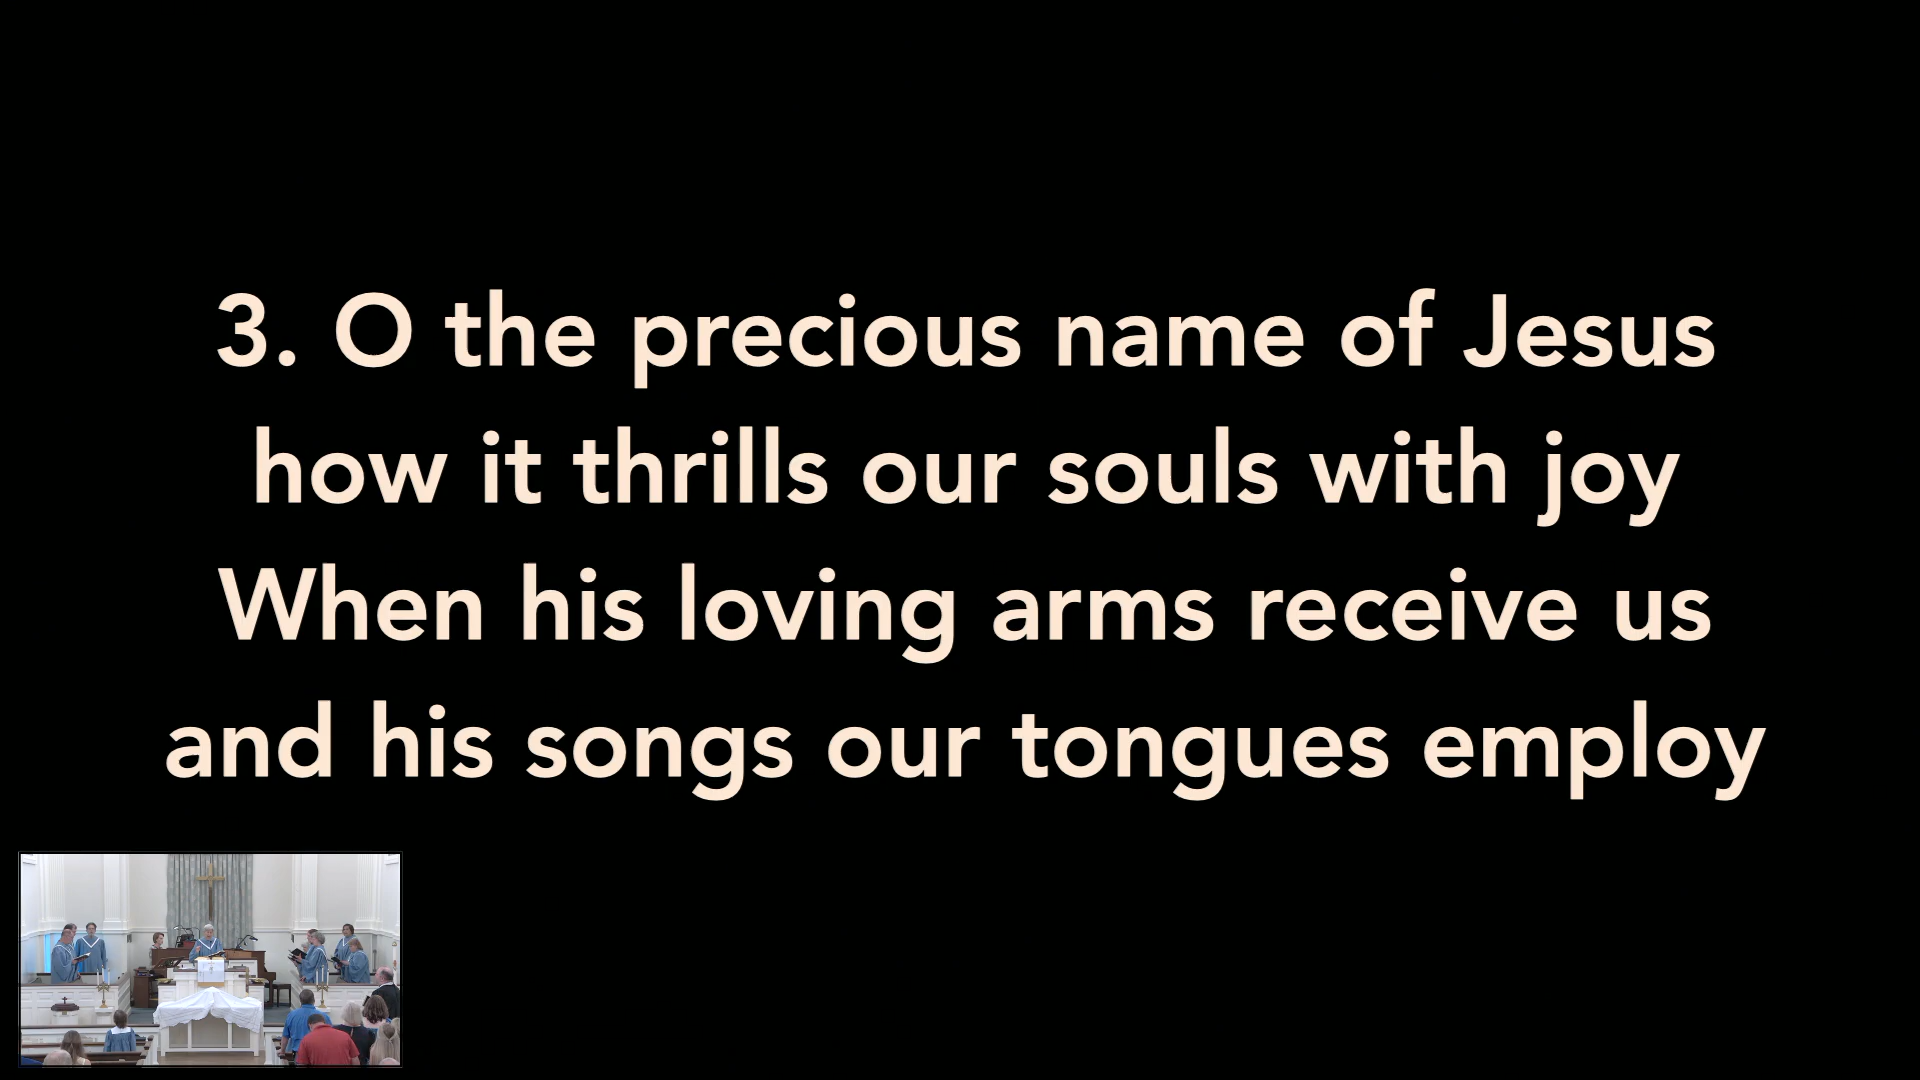 3. O the precious name of Jesus
how it thrills our souls with joy
When his loving arms receive us
and his songs our tongues employ